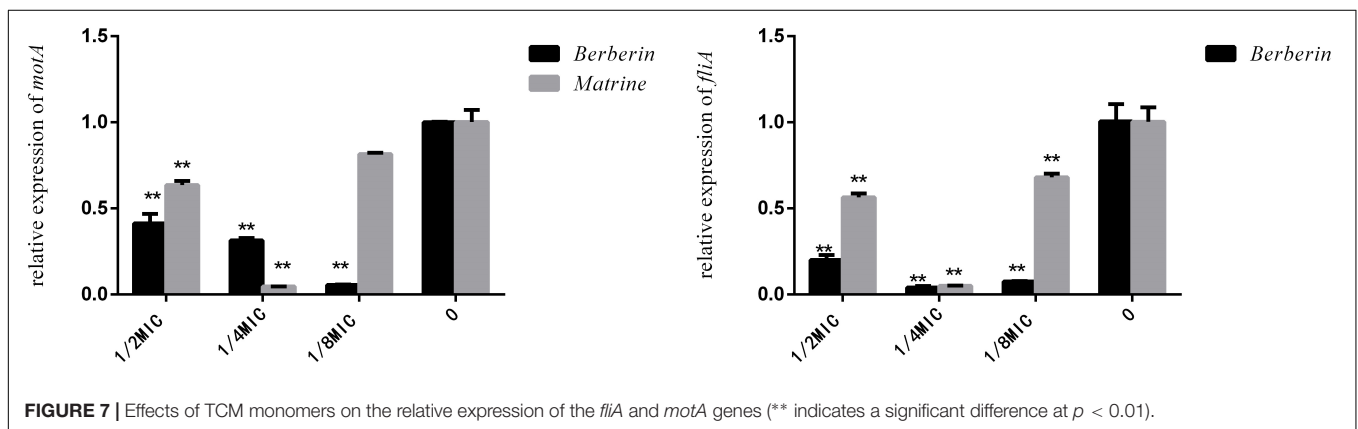 relative expression of motA
1.5
1.0
0.5
0.0
**
**
**
**
**
1/2MIC
1/4MIC
1/8MIC
0
Berberin
Matrine
relative expression of fliA
1.5
1.0
0.5
0.0
**
**
**
**
**
**
1/2MIC
1/4MIC
1/8MIC
0
Berberin
FIGURE 7 | Effects of TCM monomers on the relative expression of the fliA and motA genes (** indicates a significant difference at p < 0.01).